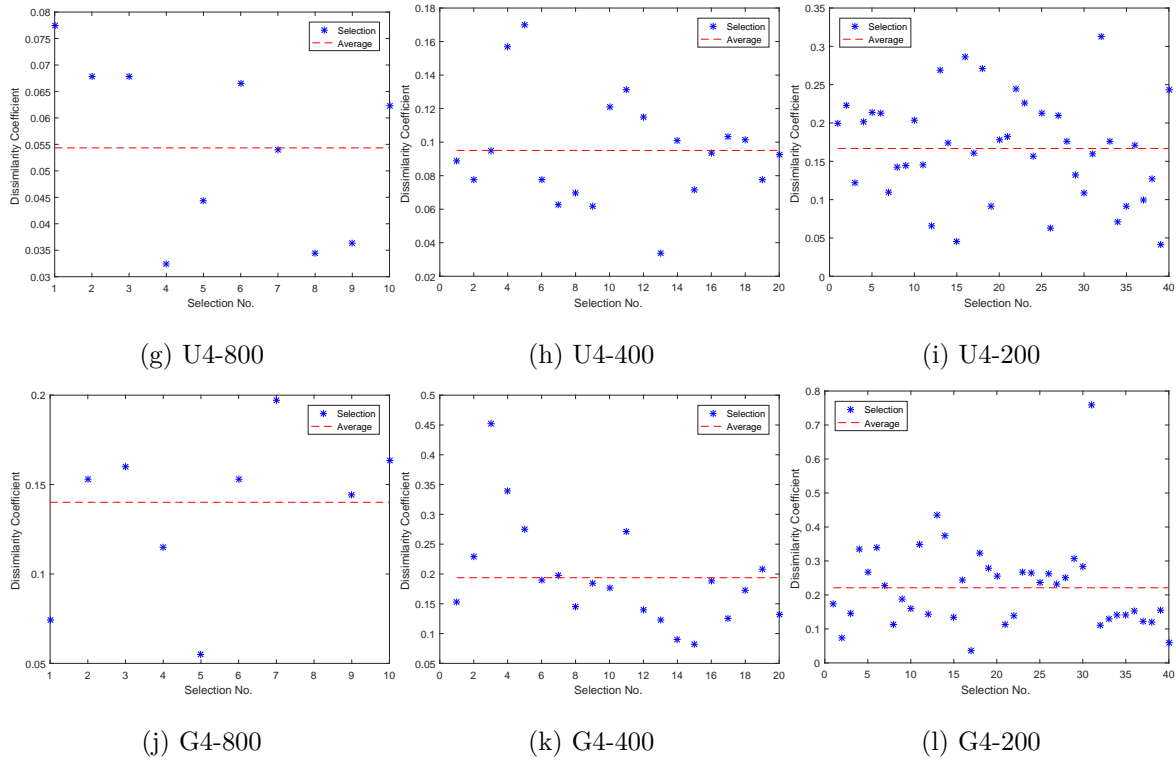 0.08
0.075
0.07
0.065
0.06
0.055
0.05
0.045
0.04
0.035
0.03
Dissimilarity Coefficient
1 2 3 4 5 6 7 8 9 10
Selection No.
Selection
Average
(g) U4-800
0.18
0.16
0.14
0.12
0.1
0.08
0.06
0.04
0.02
Dissimilarity Coefficient
0 2 4 6 8 10 12 14 16 18 20
Selection No.
Selection
Average
(h) U4-400
0.35
0.3
0.25
0.2
0.15
0.1
0.05
0
Dissimilarity Coefficient
0 5 10 15 20 25 30 35 40
Selection No.
Selection
Average
(i) U4-200
0.2
0.15
0.1
0.05
Dissimilarity Coefficient
1 2 3 4 5 6 7 8 9 10
Selection No.
Selection
Average
(j) G4-800
0.5
0.45
0.4
0.35
0.3
0.25
0.2
0.15
0.1
0.05
Dissimilarity Coefficient
0 2 4 6 8 10 12 14 16 18 20
Selection No.
Selection
Average
(k) G4-400
0.8
0.7
0.6
0.5
0.4
0.3
0.2
0.1
0
Dissimilarity Coefficient
0 5 10 15 20 25 30 35 40
Selection No.
Selection
Average
(l) G4-200